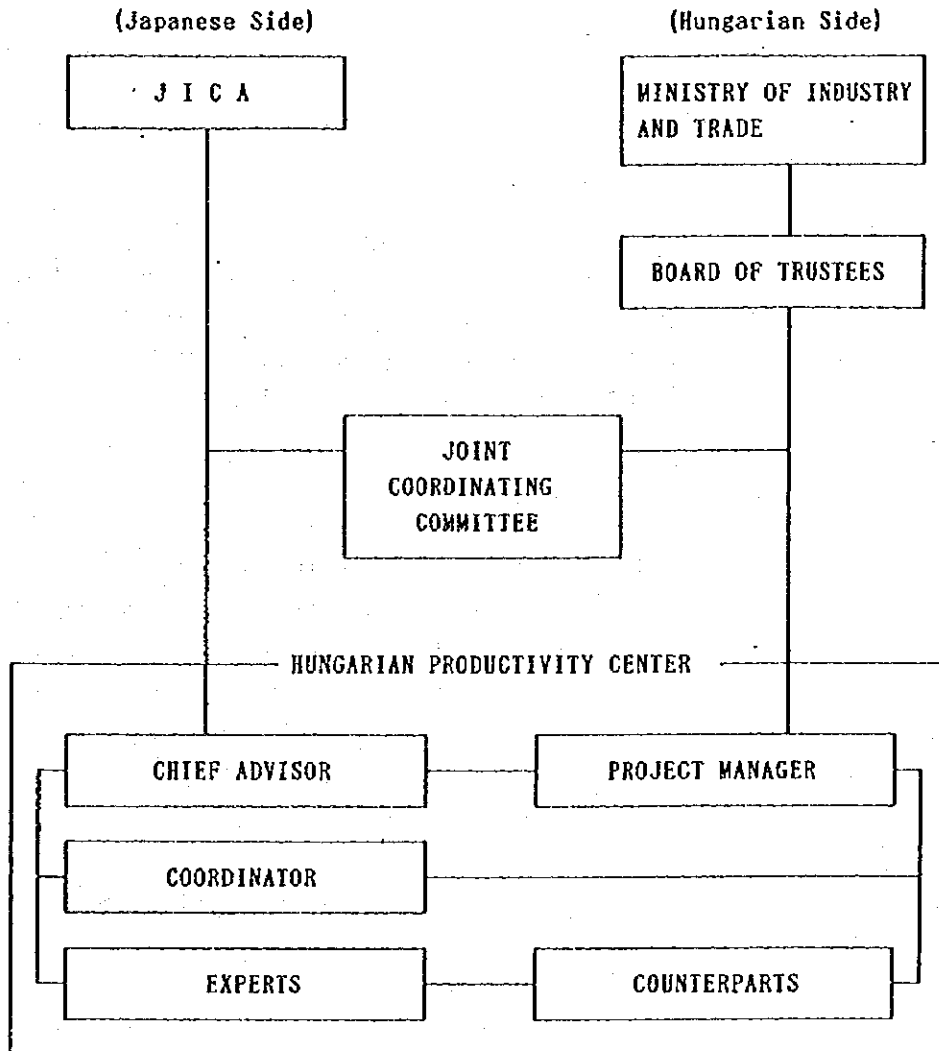 (Japanese Side)
(Hungarian Side)
J I C A
MINISTRY OF INDUSTRY
AND TRADE
BOARD OF TRUSTEES
JOINT
COORDINATING
COMMITTEE
HUNGARIAN PRODUCTIVITY CENTER
CHIEF ADVISOR
PROJECT MANAGER
COORDINATOR
EXPERTS
COUNTERPARTS